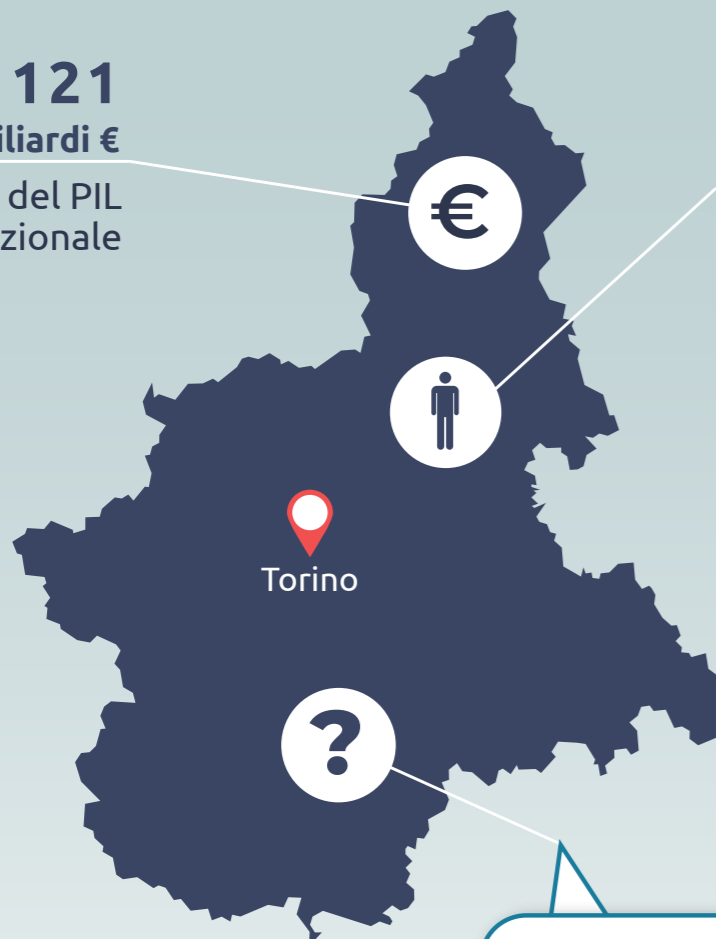 121
iliardi €
del PIL
zionale
€
Torino
?